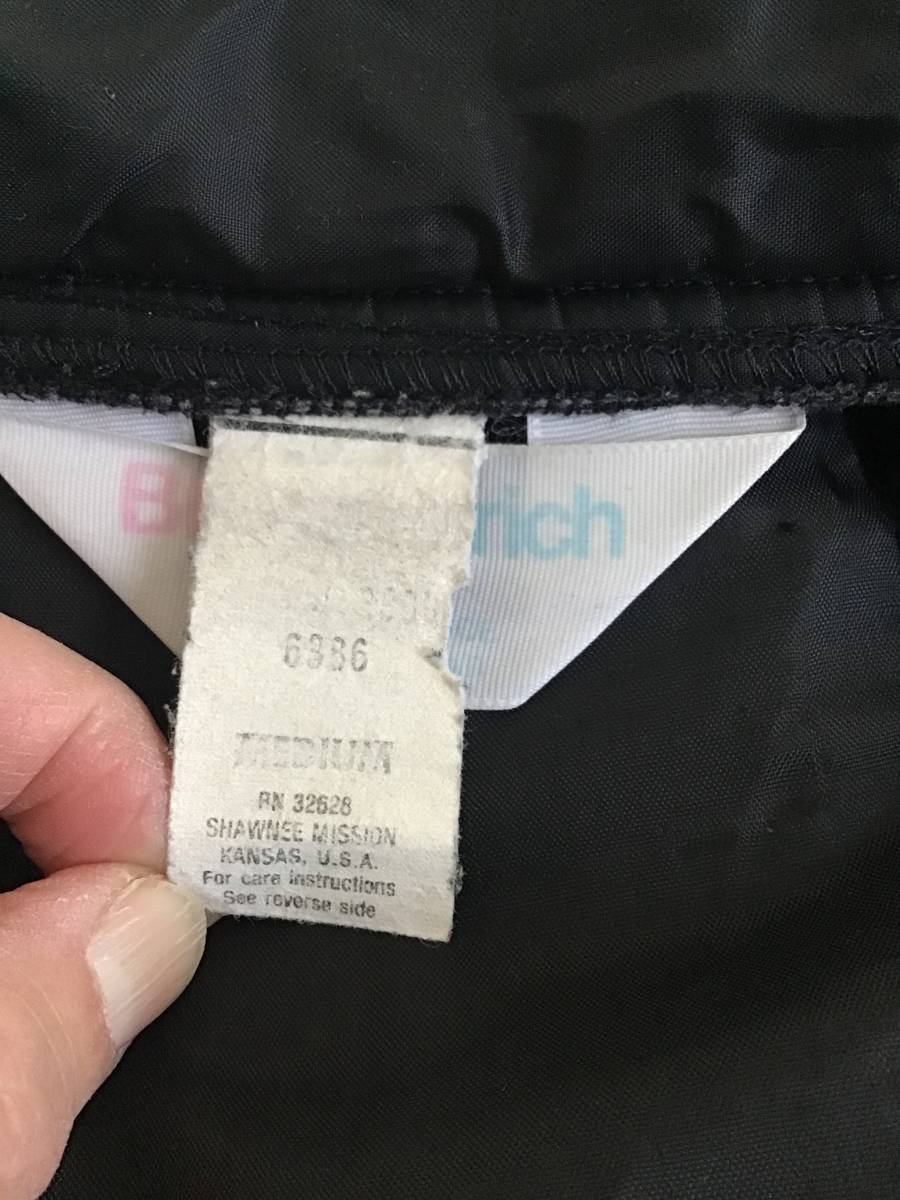 B rich
6386
MEDIUM
RN 32628
SHAWNEE MISSION
KANSAS, U.S.A.
For care instructions
See reverse side